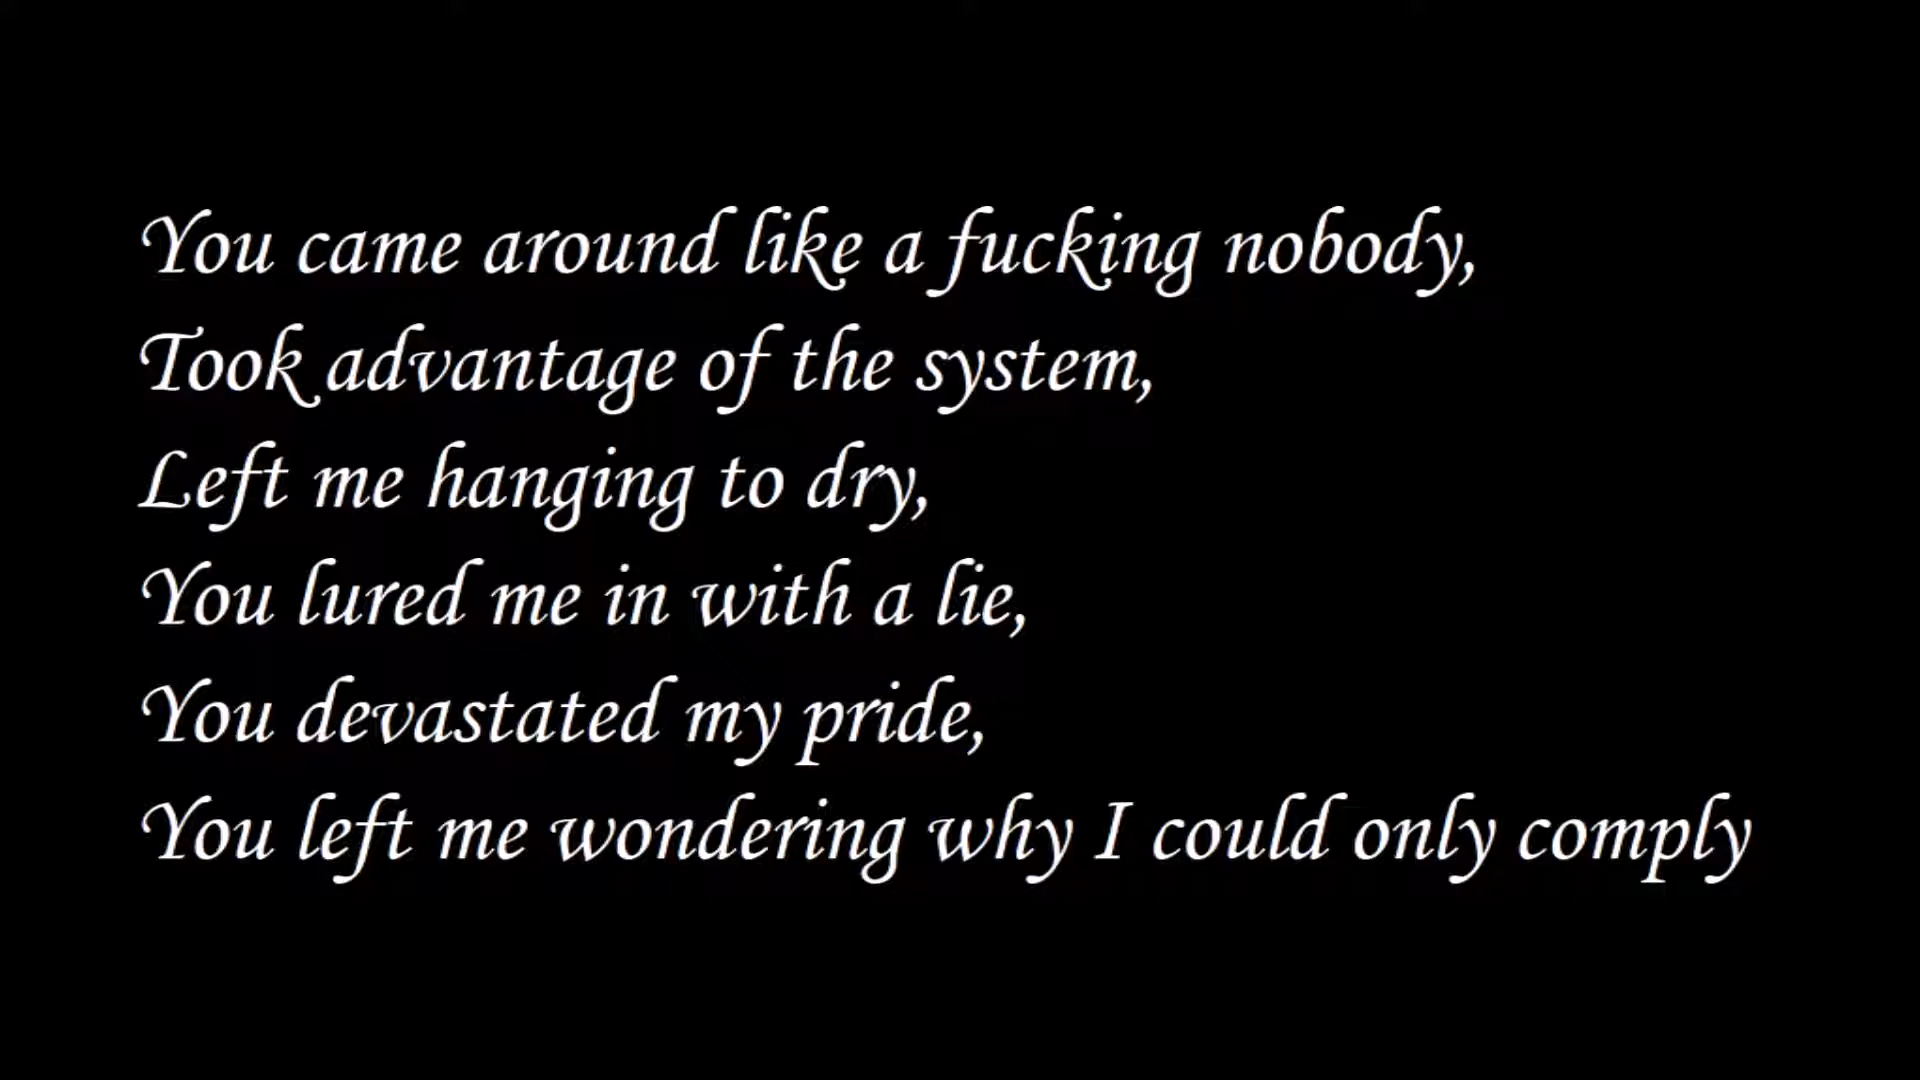 You came around like a fucking nobody,
Took advantage of the system,
Left me hanging to dry,
You lured me in with a lie,
You devastated my pride,
You left me wondering why I could only comply